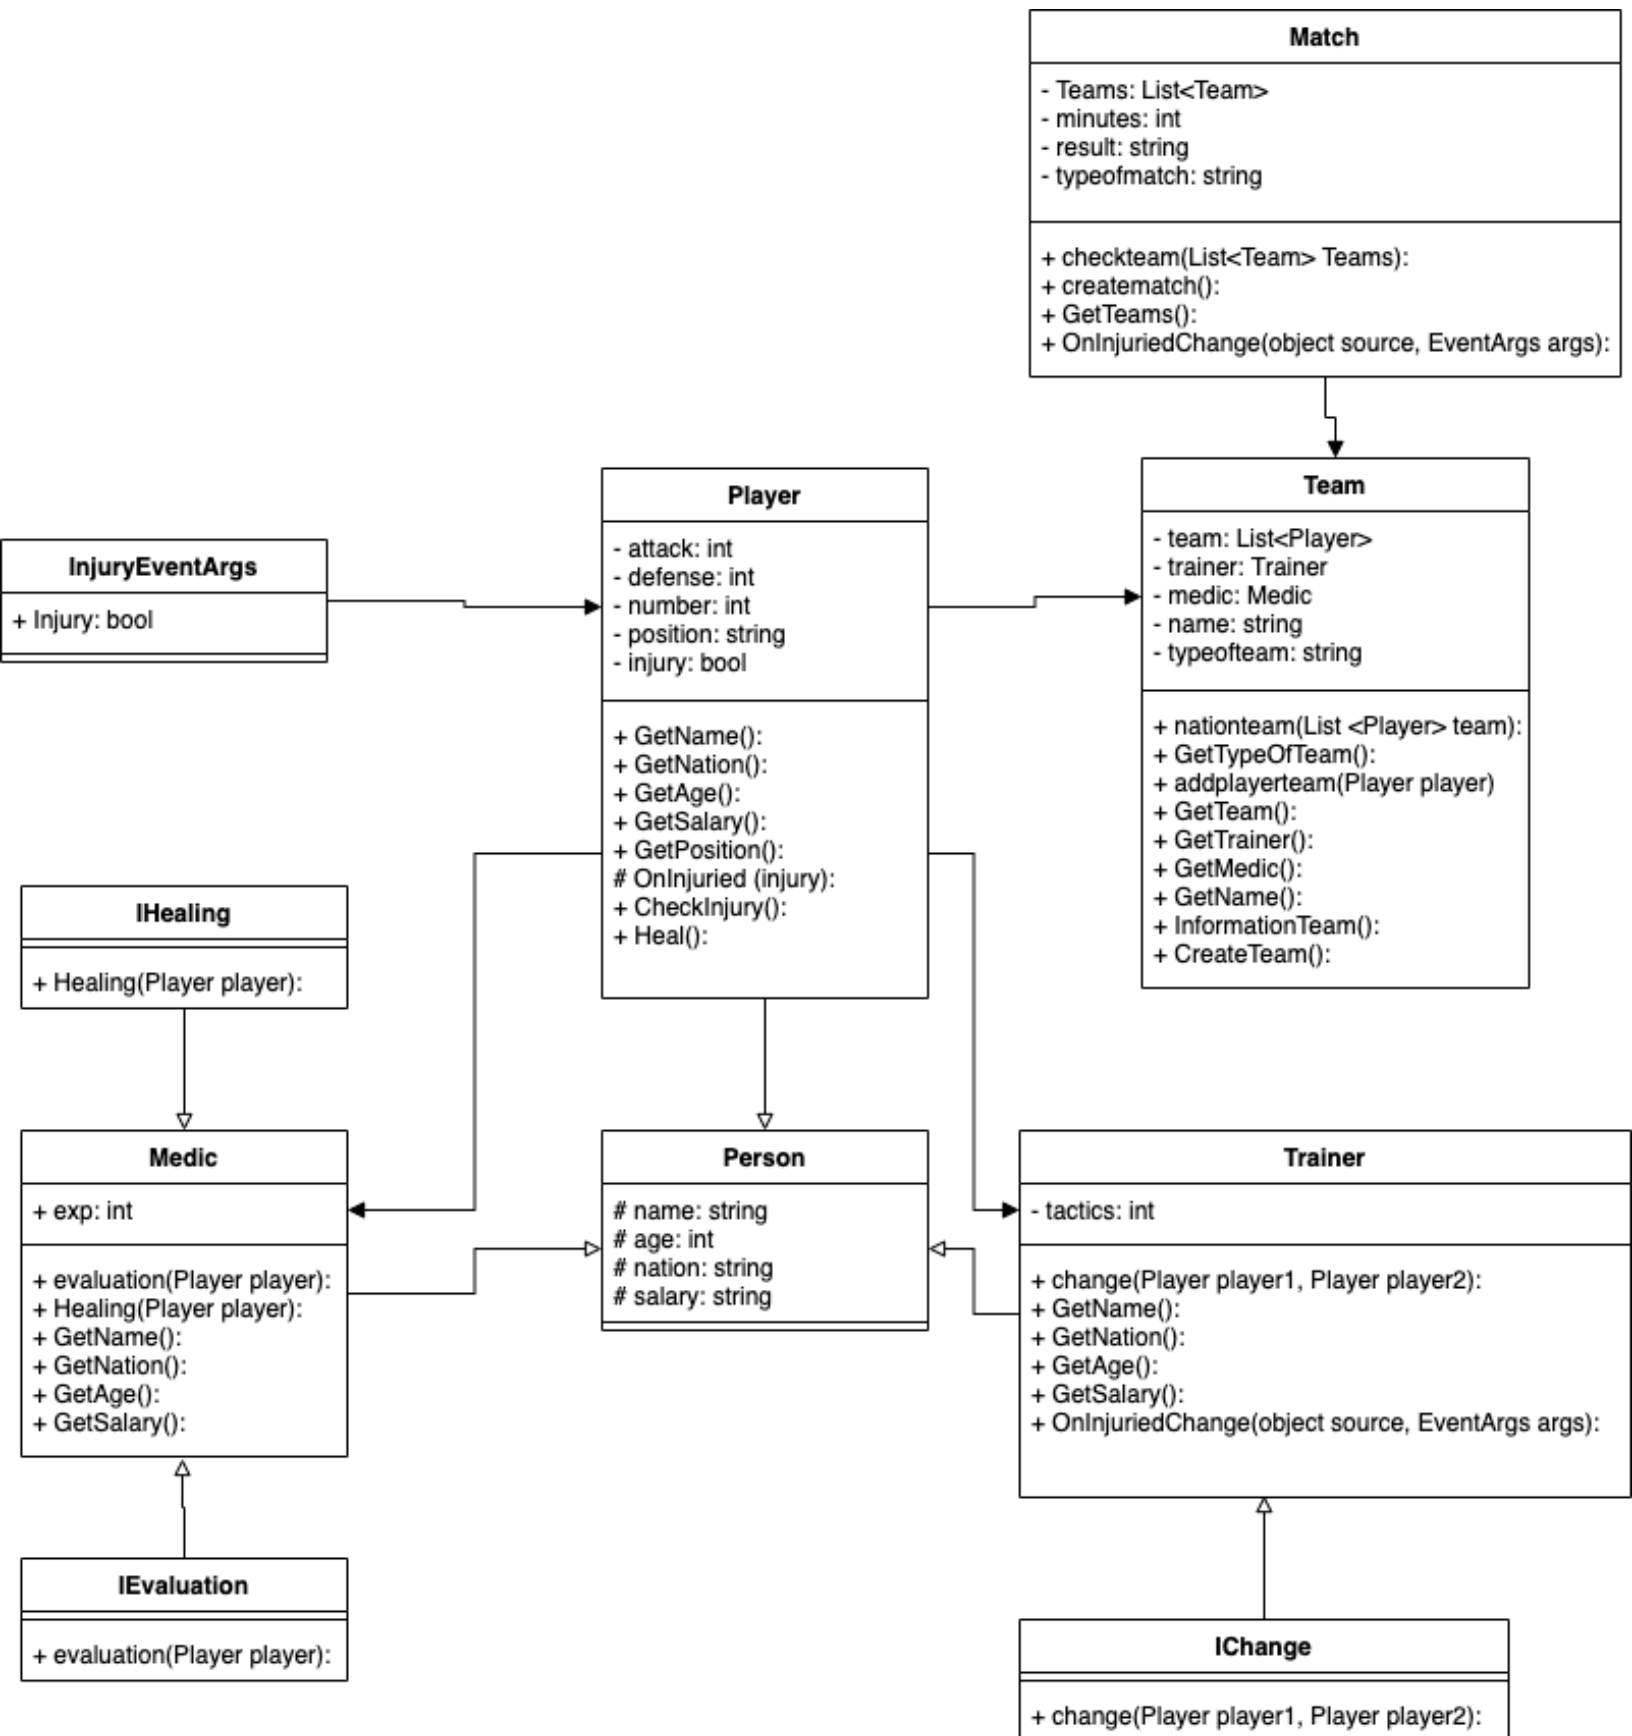 Match
- Teams: List<Team>
- minutes: int
- result: string
- typeofmatch: string
+ checkteam(List<Team> Teams):
+ creatematch():
+ GetTeams():
+ OnInjuriedChange(object source, EventArgs args):
Player
- attack: int
- defense: int
- number: int
- position: string
- injury: bool
+ GetName():
+ GetNation():
+ GetAge():
+ GetSalary():
+ GetPosition():
# OnInjuried (injury):
+ CheckInjury():
+ Heal():
Team
- team: List<Player>
- trainer: Trainer
- medic: Medic
- name: string
- typeofteam: string
+ nationteam(List <Player> team):
+ GetTypeOfTeam():
+ addplayerteam(Player player)
+ GetTeam():
+ GetTrainer():
+ GetMedic():
+ GetName():
+ InformationTeam():
+ CreateTeam():
InjuryEventArgs
+ Injury: bool
IHealing
+ Healing(Player player):
Medic
+ exp: int
+ evaluation(Player player):
+ Healing(Player player):
+ GetName():
+ GetNation():
+ GetAge():
+ GetSalary():
Person
# name: string
# age: int
# nation: string
# salary: string
Trainer
- tactics: int
+ change(Player player1, Player player2):
+ GetName():
+ GetNation():
+ GetAge():
+ GetSalary():
+ OnInjuriedChange(object source, EventArgs args):
IEvaluation
+ evaluation(Player player):
IChange
+ change(Player player1, Player player2):